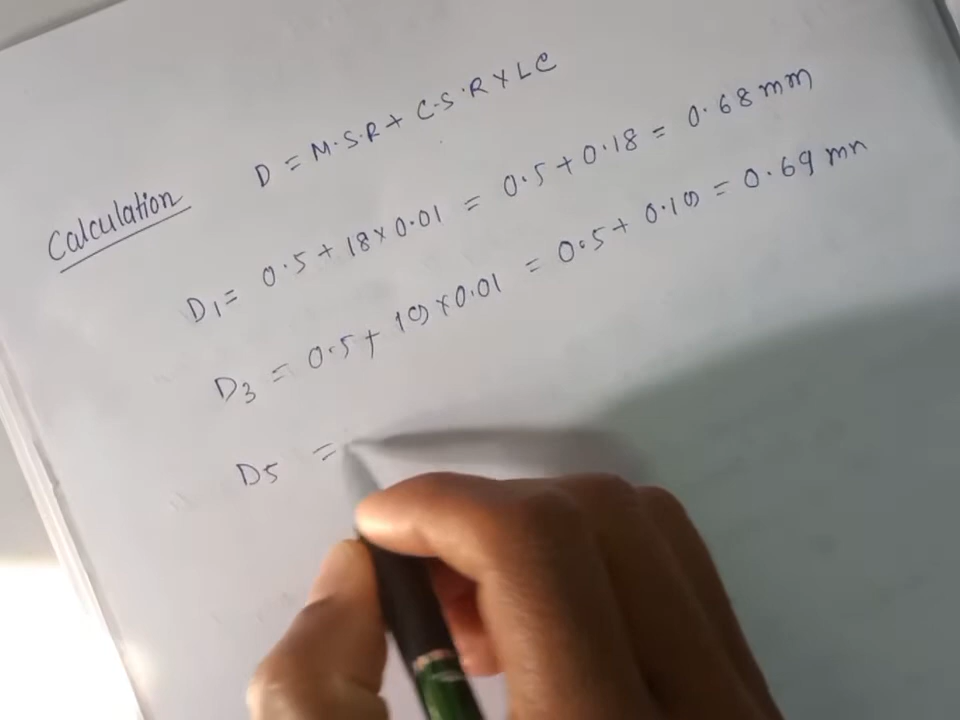 D = M.S.R + C.S.R X LC
Calculation
D1 = 0.5 + 18 x 0.01 = 0.5 + 0.18 = 0.68 mm
D3 = 0.5 + 19 x 0.01 = 0.5 + 0.19 = 0.69 mm
D5 =